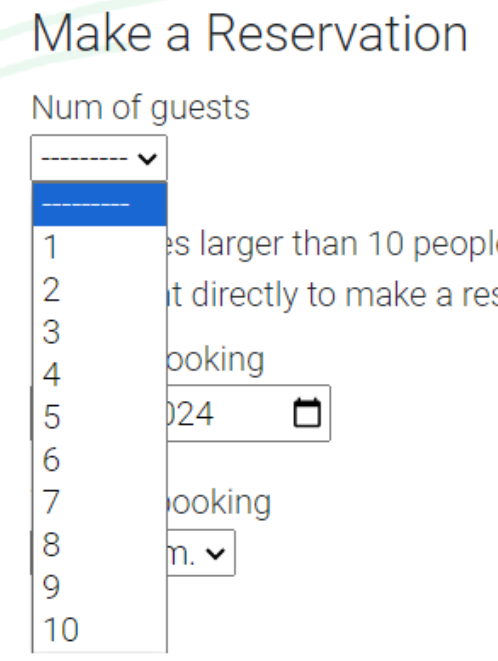 Make a Reservation
Num of guests
---------
---------
1
es larger than 10 people
2
t directly to make a res
3
ooking
4
5
024
6
7
ooking
8
m.
9
10